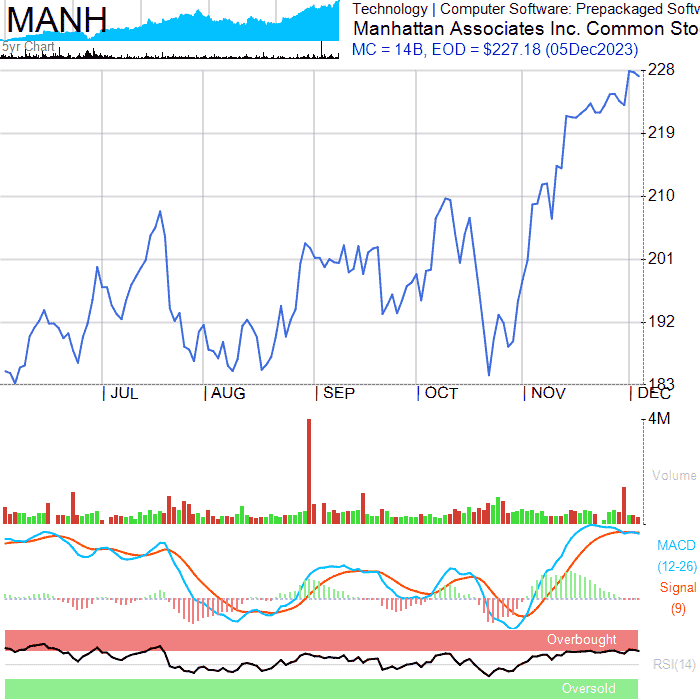 MANH
5yr Chart
Technology | Computer Software: Prepackaged Softw
Manhattan Associates Inc. Common Sto
MC = 14B, EOD = $227.18 (05Dec2023)
228
219
210
201
192
183
JUL
AUG
SEP
OCT
NOV
DEC
4M
Volume
MACD
(12-26)
Signal
(9)
Overbought
RSI(14)
Oversold